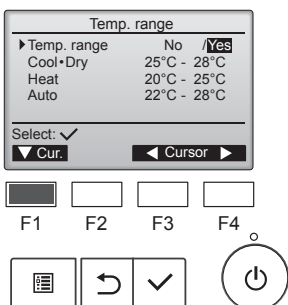 Temp. range
Temp. range No /Yes
Cool•Dry 25°C - 28°C
Heat 20°C - 25°C
Auto 22°C - 28°C
Select: ✓
▼ Cur. ◀ Cursor ▶
F1 F2 F3 F4